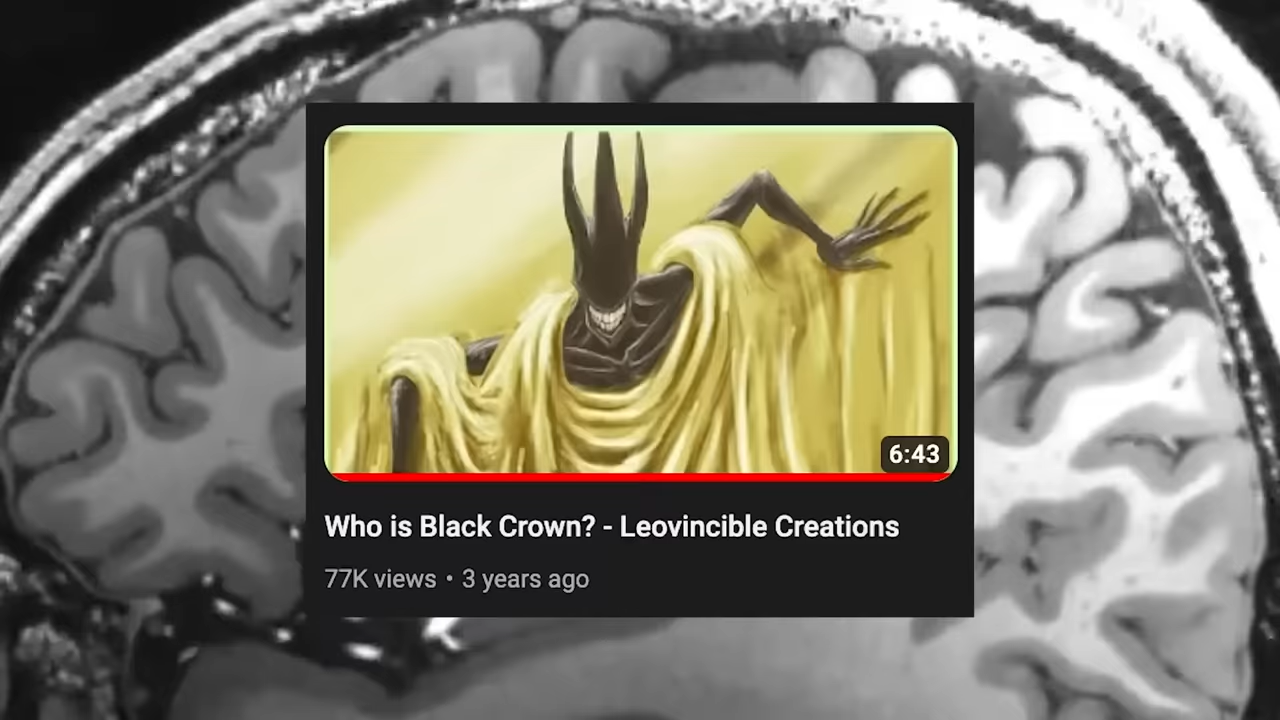 6:43
Who is Black Crown? - Leovincible Creations
77K views • 3 years ago